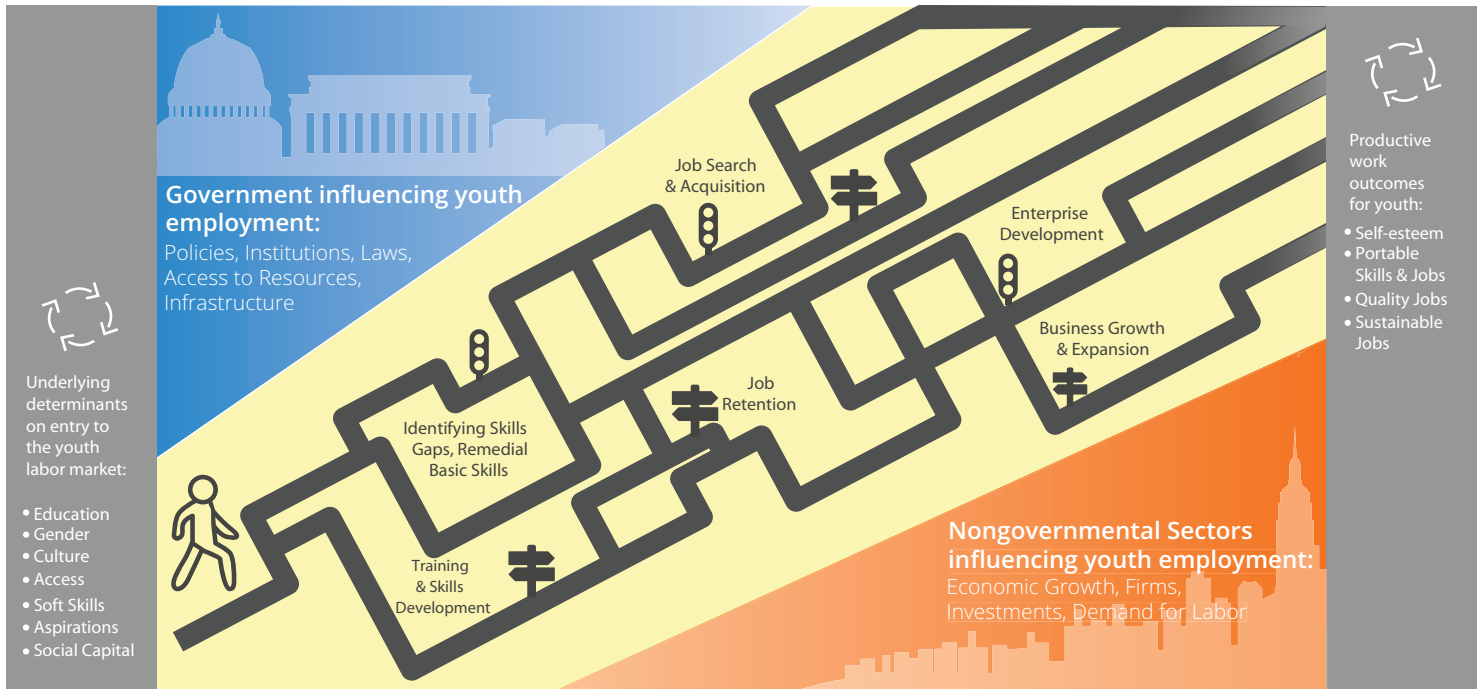 Underlying
determinants
on entry to
the youth
labor market:
• Education
• Gender
• Culture
• Access
• Soft Skills
• Aspirations
• Social Capital
Government influencing youth
employment:
Policies, Institutions, Laws,
Access to Resources,
Infrastructure
Job Search
& Acquisition
Enterprise
Development
Business Growth
& Expansion
Job
Retention
Identifying Skills
Gaps, Remedial
Basic Skills
Training
& Skills
Development
Nongovernmental Sectors
influencing youth employment:
Economic Growth, Firms,
Investments, Demand for Labor
Productive
work
outcomes
for youth:
• Self-esteem
• Portable
Skills & Jobs
• Quality Jobs
• Sustainable
Jobs